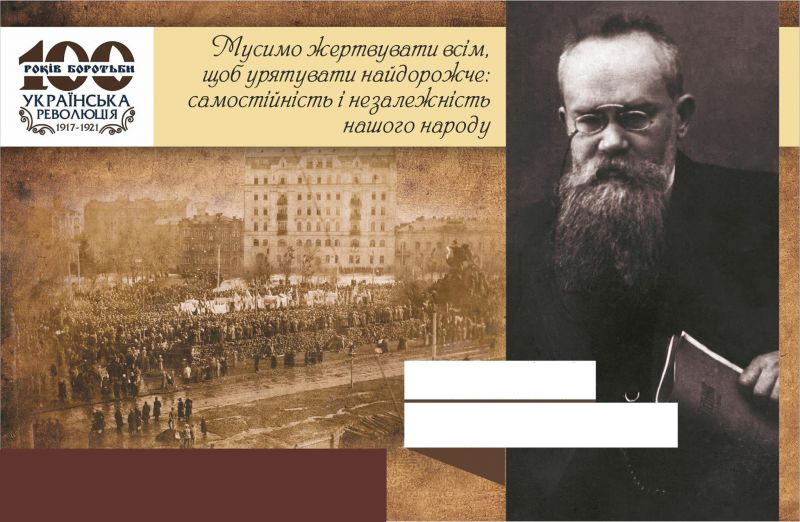 100
РОКІВ БОРОТЬБИ
УКРАЇНСЬКА
РЕВОЛЮЦІЯ
1917-1921
Мусимо жертвувати всім,
щоб урятувати найдорожче:
самостійність і незалежність
нашого народу